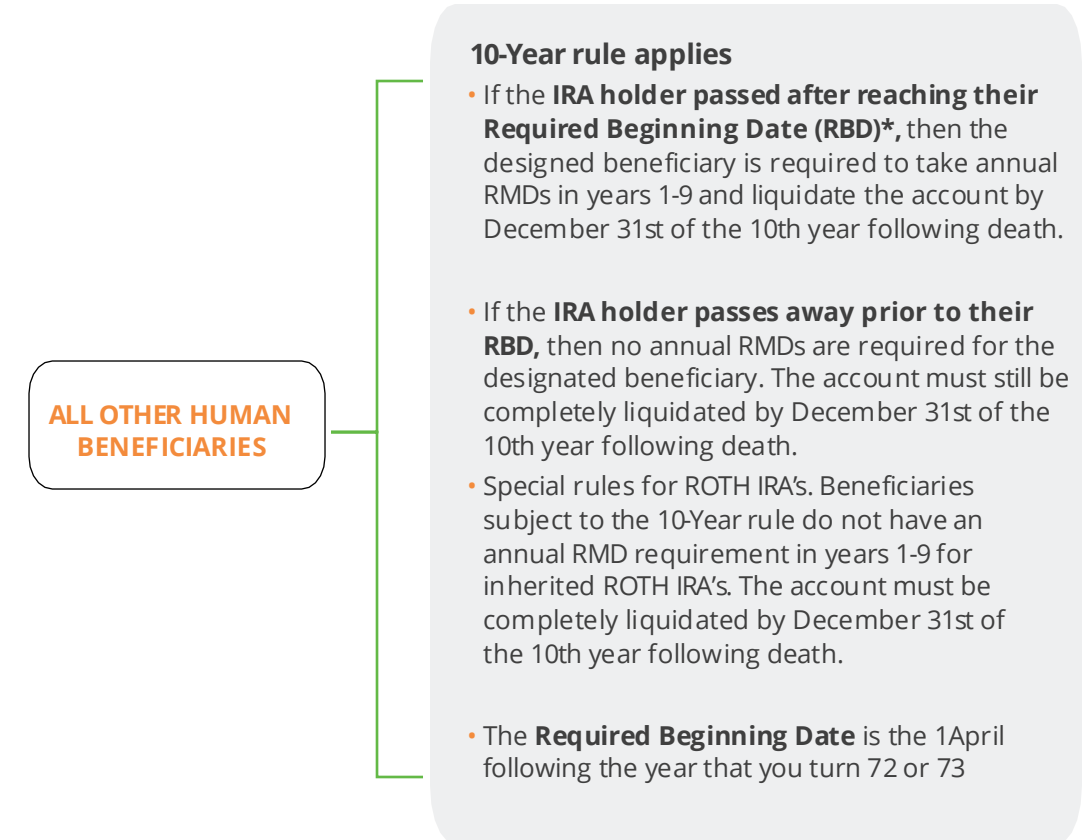 ALL OTHER HUMAN
BENEFICIARIES
10-Year rule applies
• If the IRA holder passed after reaching their
Required Beginning Date (RBD)*, then the
designed beneficiary is required to take annual
RMDs in years 1-9 and liquidate the account by
December 31st of the 10th year following death.
• If the IRA holder passes away prior to their
RBD, then no annual RMDs are required for the
designated beneficiary. The account must still be
completely liquidated by December 31st of the
10th year following death.
• Special rules for ROTH IRA's. Beneficiaries
subject to the 10-Year rule do not have an
annual RMD requirement in years 1-9 for
inherited ROTH IRA's. The account must be
completely liquidated by December 31st of
the 10th year following death.
• The Required Beginning Date is the 1April
following the year that you turn 72 or 73